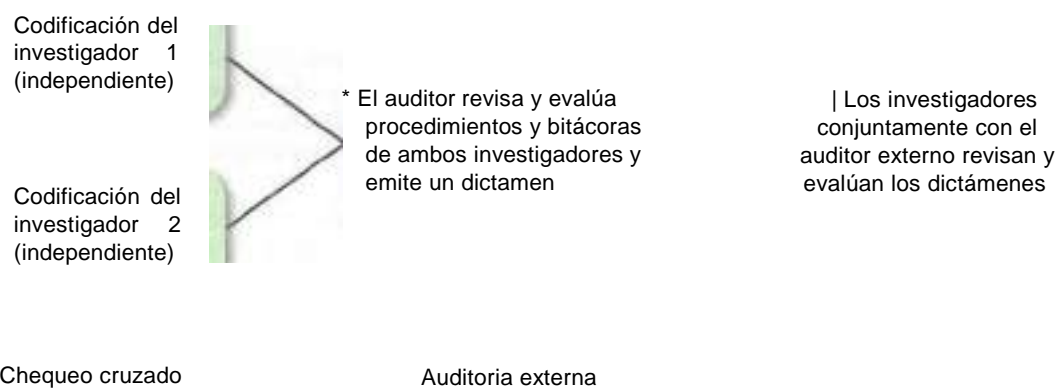 Codificación del
investigador 1
(independiente)
* El auditor revisa y evalúa
procedimientos y bitácoras
de ambos investigadores y
emite un dictamen
| Los investigadores
conjuntamente con el
auditor externo revisan y
evalúan los dictámenes
Codificación del
investigador 2
(independiente)
Chequeo cruzado
Auditoria externa